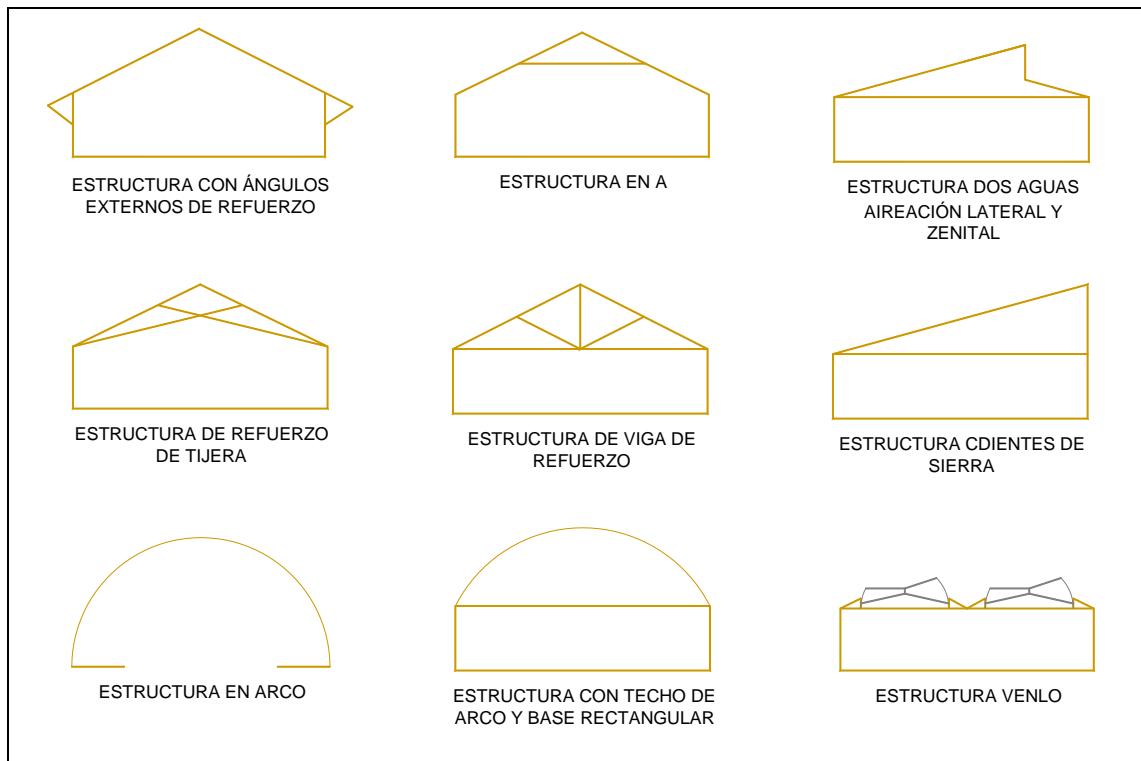 ESTRUCTURA CON ÁNGULOS
EXTERNOS DE REFUERZO
ESTRUCTURA EN A
ESTRUCTURA DOS AGUAS
AIREACIÓN LATERAL Y
ZENITAL
ESTRUCTURA DE REFUERZO
DE TIJERA
ESTRUCTURA DE VIGA DE
REFUERZO
ESTRUCTURA CDIENTES DE
SIERRA
ESTRUCTURA EN ARCO
ESTRUCTURA CON TECHO DE
ARCO Y BASE RECTANGULAR
ESTRUCTURA VENLO